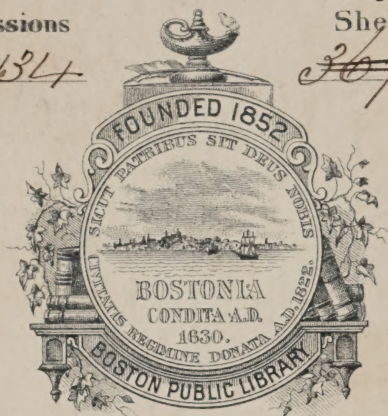 ssions
She
434
FOUNDED 1852
SICUT PATRIBUS SIT DEUS NOBIS
BOSTONIA
CONDITA A.D.
1630.
CIVITATIS REGIMINE DONATA A.D. 1822.
BOSTON PUBLIC LIBRARY